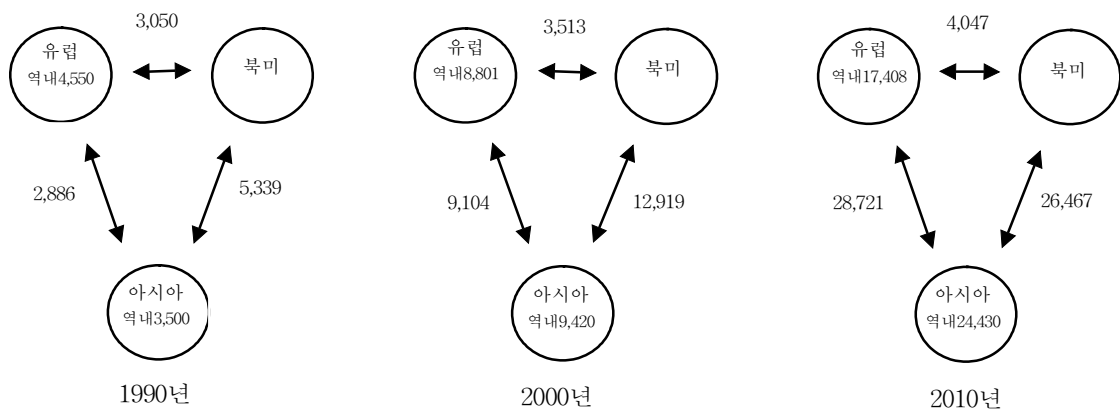 3,050
유럽
역내4,550
북미
2,886
5,339
아시아
역내3,500
1990년
3,513
유럽
역내8,801
북미
9,104
12,919
아시아
역내9,420
2000년
4,047
유럽
역내17,408
북미
28,721
26,467
아시아
역내24,430
2010년